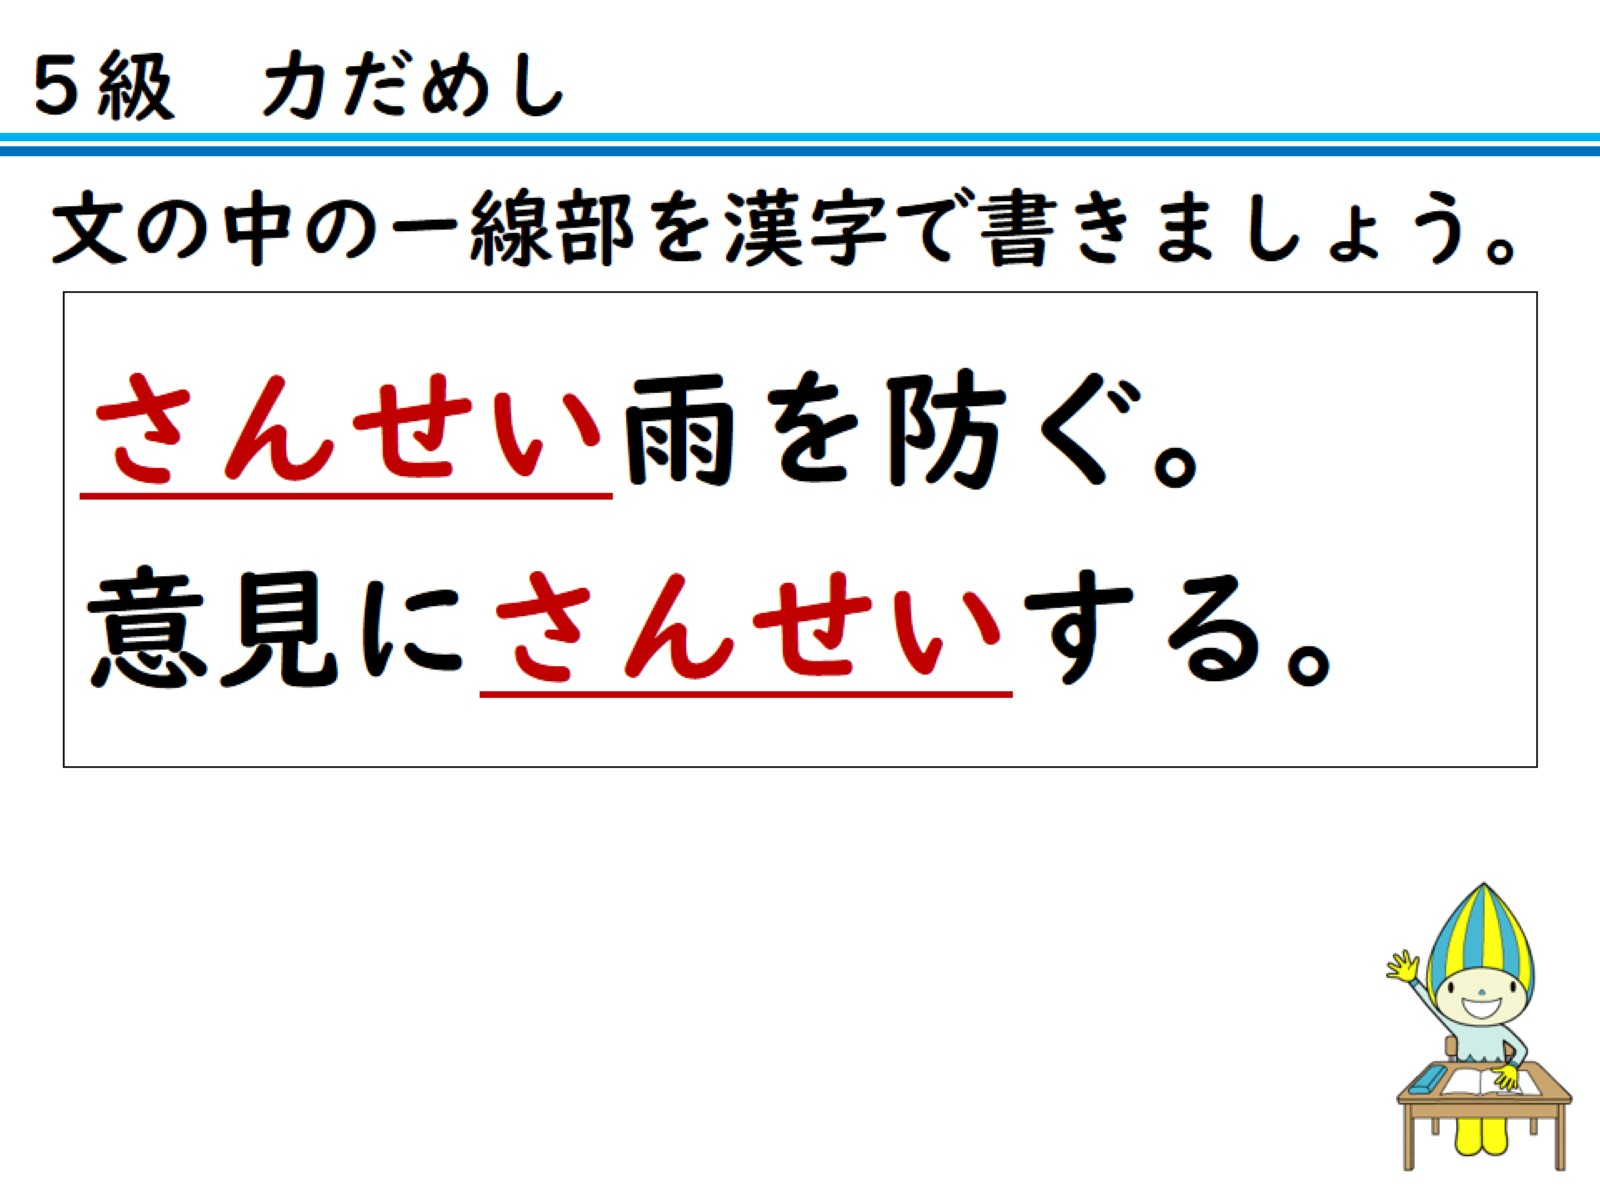 ５級　力だめし
文の中の―線部を漢字で書きましょう。
さんせい雨を防ぐ。
意見にさんせいする。